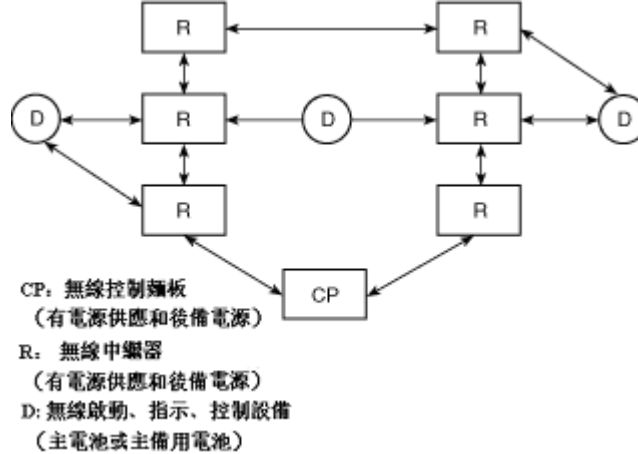 R
R
D
R
D
R
D
R
R
CP
CP：無線控制麵板
（有電源供應和後備電源）
R： 無線中繼器
（有電源供應和後備電源）
D: 無線啟動、指示、控制設備
（主電池或主備用電池）